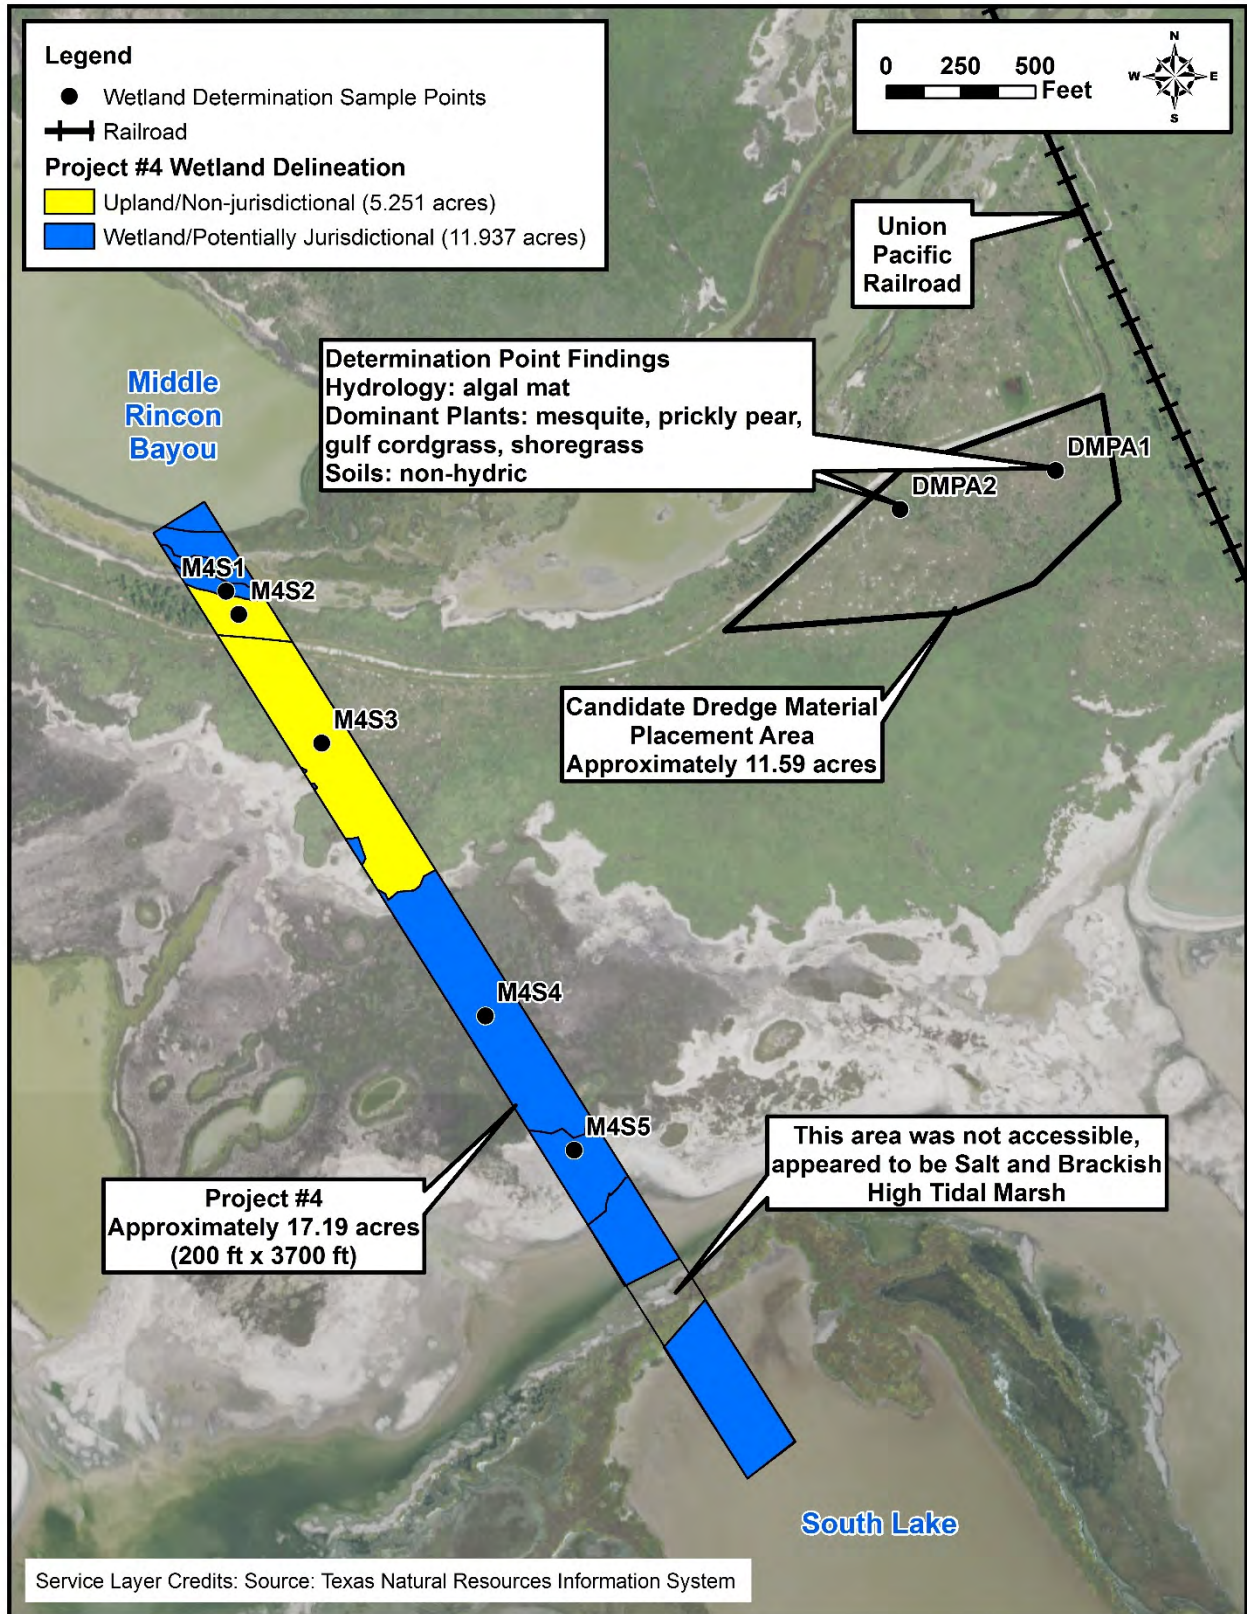 Legend
Wetland Determination Sample Points
Railroad
Project #4 Wetland Delineation
Upland/Non-jurisdictional (5.251 acres)
Wetland/Potentially Jurisdictional (11.937 acres)
0 250 500
Feet
N
W E
S
Union
Pacific
Railroad
Determination Point Findings
Hydrology: algal mat
Dominant Plants: mesquite, prickly pear,
gulf cordgrass, shoregrass
Soils: non-hydric
Middle
Rincon
Bayou
DMPA1
DMPA2
M4S1
M4S2
M4S3
Candidate Dredge Material
Placement Area
Approximately 11.59 acres
M4S4
M4S5
This area was not accessible,
appeared to be Salt and Brackish
High Tidal Marsh
Project #4
Approximately 17.19 acres
(200 ft x 3700 ft)
South Lake
Service Layer Credits: Source: Texas Natural Resources Information System